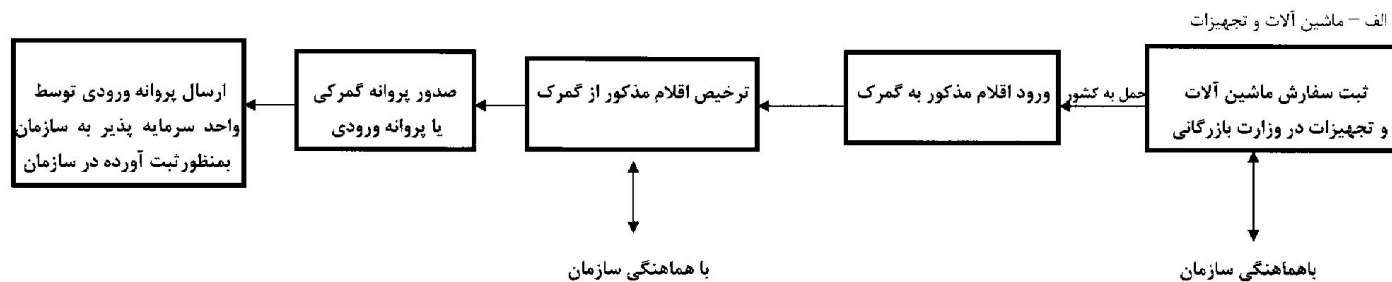 الف – ماشین آلات و تجهیزات
ثبت سفارش ماشین آلات
و تجهیزات در وزارت بازرگانی
حمل به کشور
ورود اقلام مذکور به گمرک
ترخیص اقلام مذکور از گمرک
صدور پروانه گمرکی
یا پروانه ورودی
ارسال پروانه ورودی توسط
واحد سرمایه پذیر به سازمان
بمنظورثبت آورده در سازمان
باهماهنگی سازمان
با هماهنگی سازمان